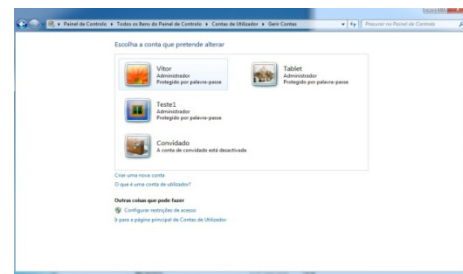 Painel de Controlo ▸ Todos os Itens do Painel de Controlo ▸ Contas de Utilizador ▸ Gerir Contas
Procurar no Painel de Controlo
Escolha a conta que pretende alterar
Vitor
Administrador
Protegido por palavra-passe
Tablet
Administrador
Protegido por palavra-passe
Teste1
Administrador
Protegido por palavra-passe
Convidado
A conta de convidado está desactivada
Criar uma nova conta
O que é uma conta de utilizador?
Outras coisas que pode fazer
Configurar restrições de acesso
Ir para a página principal de Contas de Utilizador